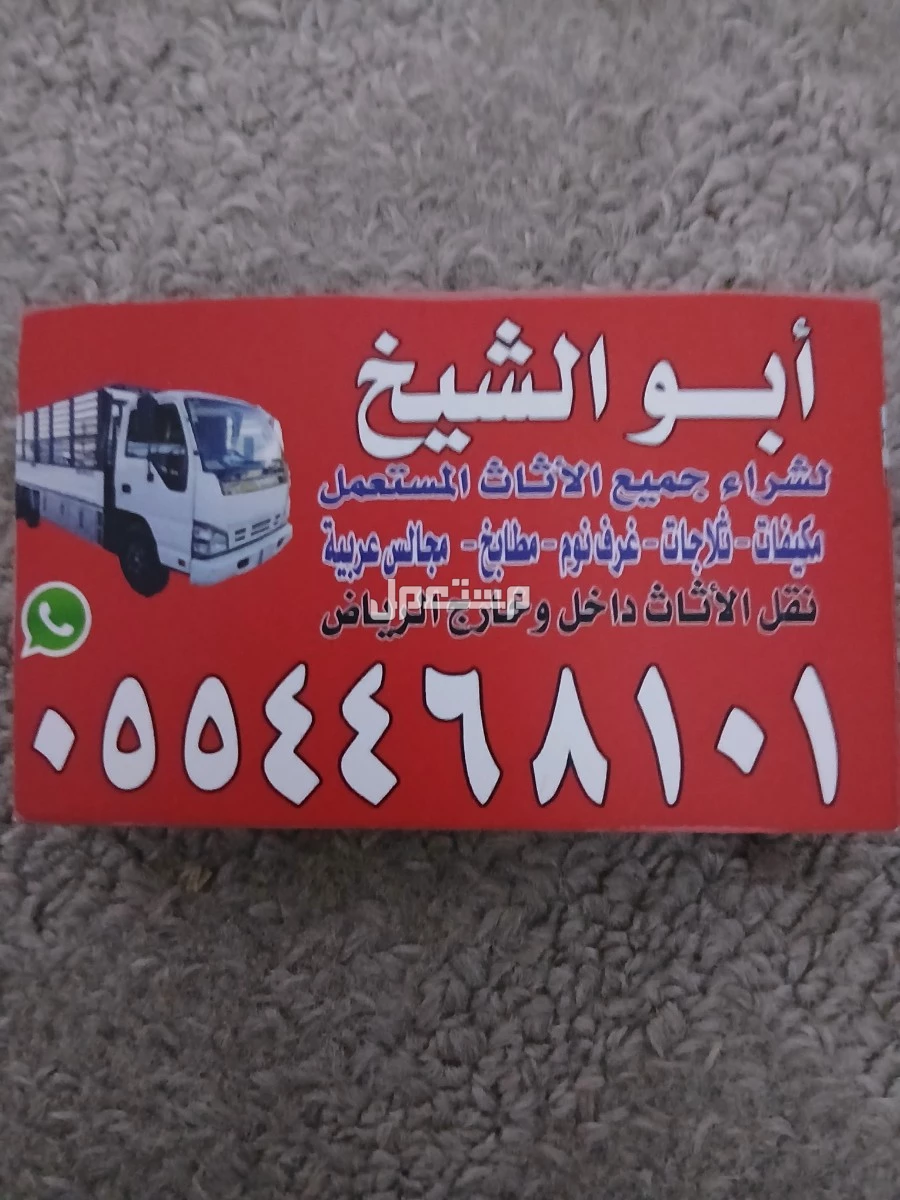 أبو الشيخ
لشراء جميع الأثاث المستعمل
مكيفات - ثلاجات - غرف نوم - مطابخ - مجالس عربية
نقل الأثاث داخل وخارج الرياض
مستعمل
٠٥٥٤٤٦٨١٠١